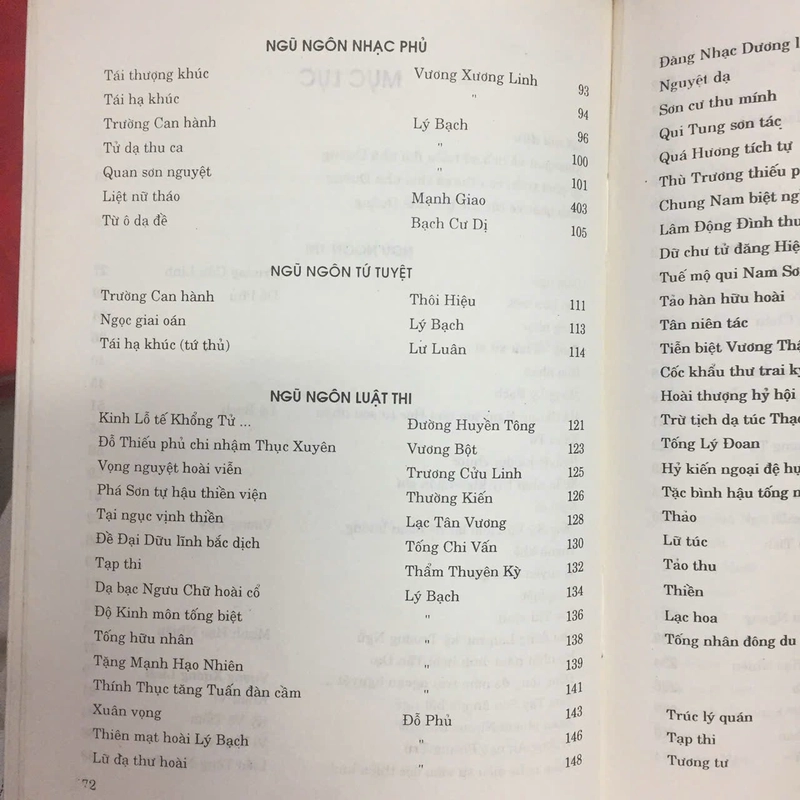 NGŨ NGÔN NHẠC PHỦ
Tái thượng khúc Vương Xương Linh 93
Tái hạ khúc " 94
Trường Can hành Lý Bạch 96
Tử dạ thu ca " 100
Quan sơn nguyệt " 101
Liệt nữ tháo Mạnh Giao 403
Từ ô dạ đề Bạch Cư Dị 105
NGŨ NGÔN TỨ TUYỆT
Trường Can hành Thôi Hiệu 111
Ngọc giai oán Lý Bạch 113
Tái hạ khúc (tứ thủ) Lư Luân 114
NGŨ NGÔN LUẬT THI
Kinh Lỗ tế Khổng Tử ... Đường Huyền Tông 121
Đỗ Thiếu phủ chi nhậm Thục Xuyên Vương Bột 123
Vọng nguyệt hoài viễn Trương Cửu Linh 125
Phá Sơn tự hậu thiền viện Thường Kiến 126
Tại ngục vịnh thiền Lạc Tân Vương 128
Đề Đại Dữu lĩnh bắc dịch Tống Chi Vấn 130
Tạp thi Thẩm Thuyên Kỳ 132
Dạ bạc Ngưu Chữ hoài cổ Lý Bạch 134
Độ Kinh môn tống biệt " 136
Tống hữu nhân " 138
Tặng Mạnh Hạo Nhiên " 139
Thính Thục tăng Tuấn đàn cầm " 141
Xuân vọng Đỗ Phủ 143
Thiên mạt hoài Lý Bạch " 146
Lữ dạ thư hoài " 148
72
Đàng Nhạc Dương l
Nguyệt dạ
Sơn cư thu mính
Qui Tung sơn tác
Quá Hương tích tự
Thù Trương thiếu p
Chung Nam biệt ng
Lâm Động Đình thu
Dữ chư tử đăng Hiệ
Tuế mộ qui Nam Sơ
Tảo hàn hữu hoài
Tân niên tác
Tiễn biệt Vương Thậ
Cốc khẩu thư trai ký
Hoài thượng hỷ hội
Trừ tịch dạ túc Thạc
Tống Lý Đoan
Hỷ kiến ngoại đệ hụ
Tặc bình hậu tống n
Thảo
Lữ túc
Tảo thu
Thiền
Lạc hoa
Tống nhân đông du
Trúc lý quán
Tạp thi
Tương tư